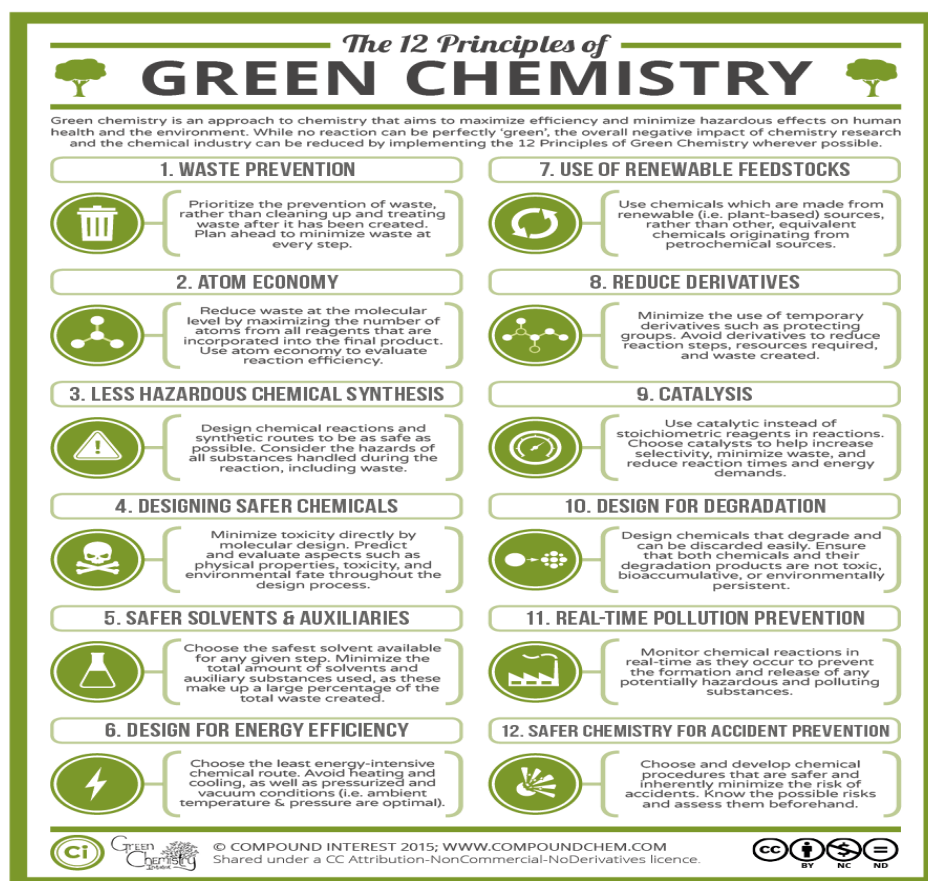 The 12 Principles of
GREEN CHEMISTRY
Green chemistry is an approach to chemistry that aims to maximize efficiency and minimize hazardous effects on human
health and the environment. While no reaction can be perfectly ‘green’, the overall negative impact of chemistry research
and the chemical industry can be reduced by implementing the 12 Principles of Green Chemistry wherever possible.
1. WASTE PREVENTION
Prioritize the prevention of waste,
rather than cleaning up and treating
waste after it has been created.
Plan ahead to minimize waste at
every step.
2. ATOM ECONOMY
Reduce waste at the molecular
level by maximizing the number of
atoms from all reagents that are
incorporated into the final product.
Use atom economy to evaluate
reaction efficiency.
3. LESS HAZARDOUS CHEMICAL SYNTHESIS
Design chemical reactions and
synthetic routes to be as safe as
possible. Consider the hazards of
all substances handled during the
reaction, including waste.
4. DESIGNING SAFER CHEMICALS
Minimize toxicity directly by
molecular design. Predict
and evaluate aspects such as
physical properties, toxicity, and
environmental fate throughout the
design process.
5. SAFER SOLVENTS & AUXILIARIES
Choose the safest solvent available
for any given step. Minimize the
total amount of solvents and
auxiliary substances used, as these
make up a large percentage of the
total waste created.
6. DESIGN FOR ENERGY EFFICIENCY
Choose the least energy-intensive
chemical route. Avoid heating and
cooling, as well as pressurized and
vacuum conditions (i.e. ambient
temperature & pressure are optimal).
7. USE OF RENEWABLE FEEDSTOCKS
Use chemicals which are made from
renewable (i.e. plant-based) sources,
rather than other, equivalent
chemicals originating from
petrochemical sources.
8. REDUCE DERIVATIVES
Minimize the use of temporary
derivatives such as protecting
groups. Avoid derivatives to reduce
reaction steps, resources required,
and waste created.
9. CATALYSIS
Use catalytic instead of
stoichiometric reagents in reactions.
Choose catalysts to help increase
selectivity, minimize waste, and
reduce reaction times and energy
demands.
10. DESIGN FOR DEGRADATION
Design chemicals that degrade and
can be discarded easily. Ensure
that both chemicals and their
degradation products are not toxic,
bioaccumulative, or environmentally
persistent.
11. REAL-TIME POLLUTION PREVENTION
Monitor chemical reactions in
real-time as they occur to prevent
the formation and release of any
potentially hazardous and polluting
substances.
12. SAFER CHEMISTRY FOR ACCIDENT PREVENTION
Choose and develop chemical
procedures that are safer and
inherently minimize the risk of
accidents. Know the possible risks
and assess them beforehand.
Ci
Green
Chemistry
© COMPOUND INTEREST 2015; WWW.COMPOUNDCHEM.COM
Shared under a CC Attribution-NonCommercial-NoDerivatives licence.
cc
BY NC ND